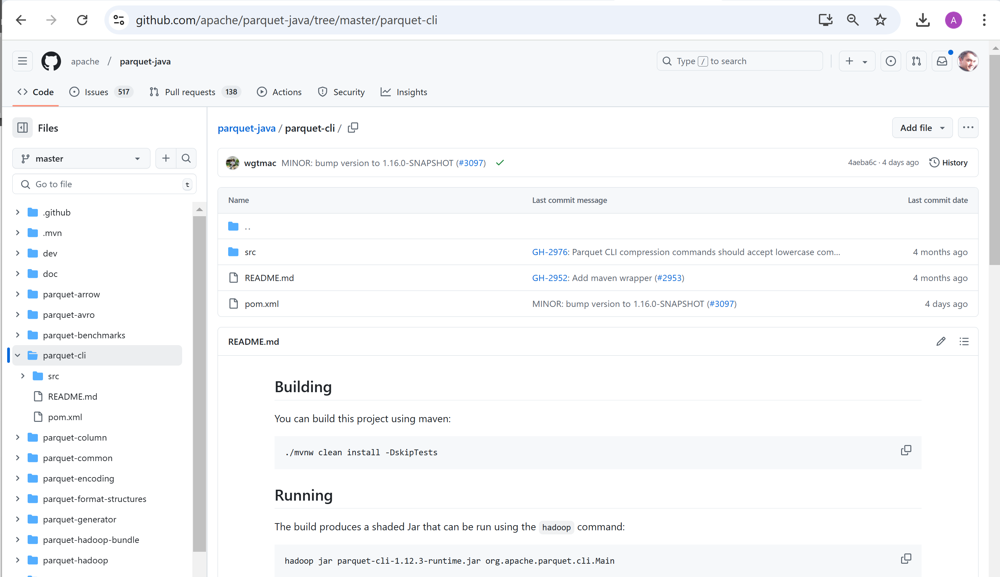 github.com/apache/parquet-java/tree/master/parquet-cli
A
apache / parquet-java
Type / to search
Code
Issues 517
Pull requests 138
Actions
Security
Insights
Files
master
Go to file
t
.github
.mvn
dev
doc
parquet-arrow
parquet-avro
parquet-benchmarks
parquet-cli
src
README.md
pom.xml
parquet-column
parquet-common
parquet-encoding
parquet-format-structures
parquet-generator
parquet-hadoop-bundle
parquet-hadoop
parquet-java / parquet-cli /
Add file
wgtmac MINOR: bump version to 1.16.0-SNAPSHOT (#3097)
4aeba6c · 4 days ago
History
Name Last commit message Last commit date
..
src GH-2976: Parquet CLI compression commands should accept lowercase com... 4 months ago
README.md GH-2952: Add maven wrapper (#2953) 4 months ago
pom.xml MINOR: bump version to 1.16.0-SNAPSHOT (#3097) 4 days ago
README.md
Building
You can build this project using maven:
./mvnw clean install -DskipTests
Running
The build produces a shaded Jar that can be run using the hadoop command:
hadoop jar parquet-cli-1.12.3-runtime.jar org.apache.parquet.cli.Main